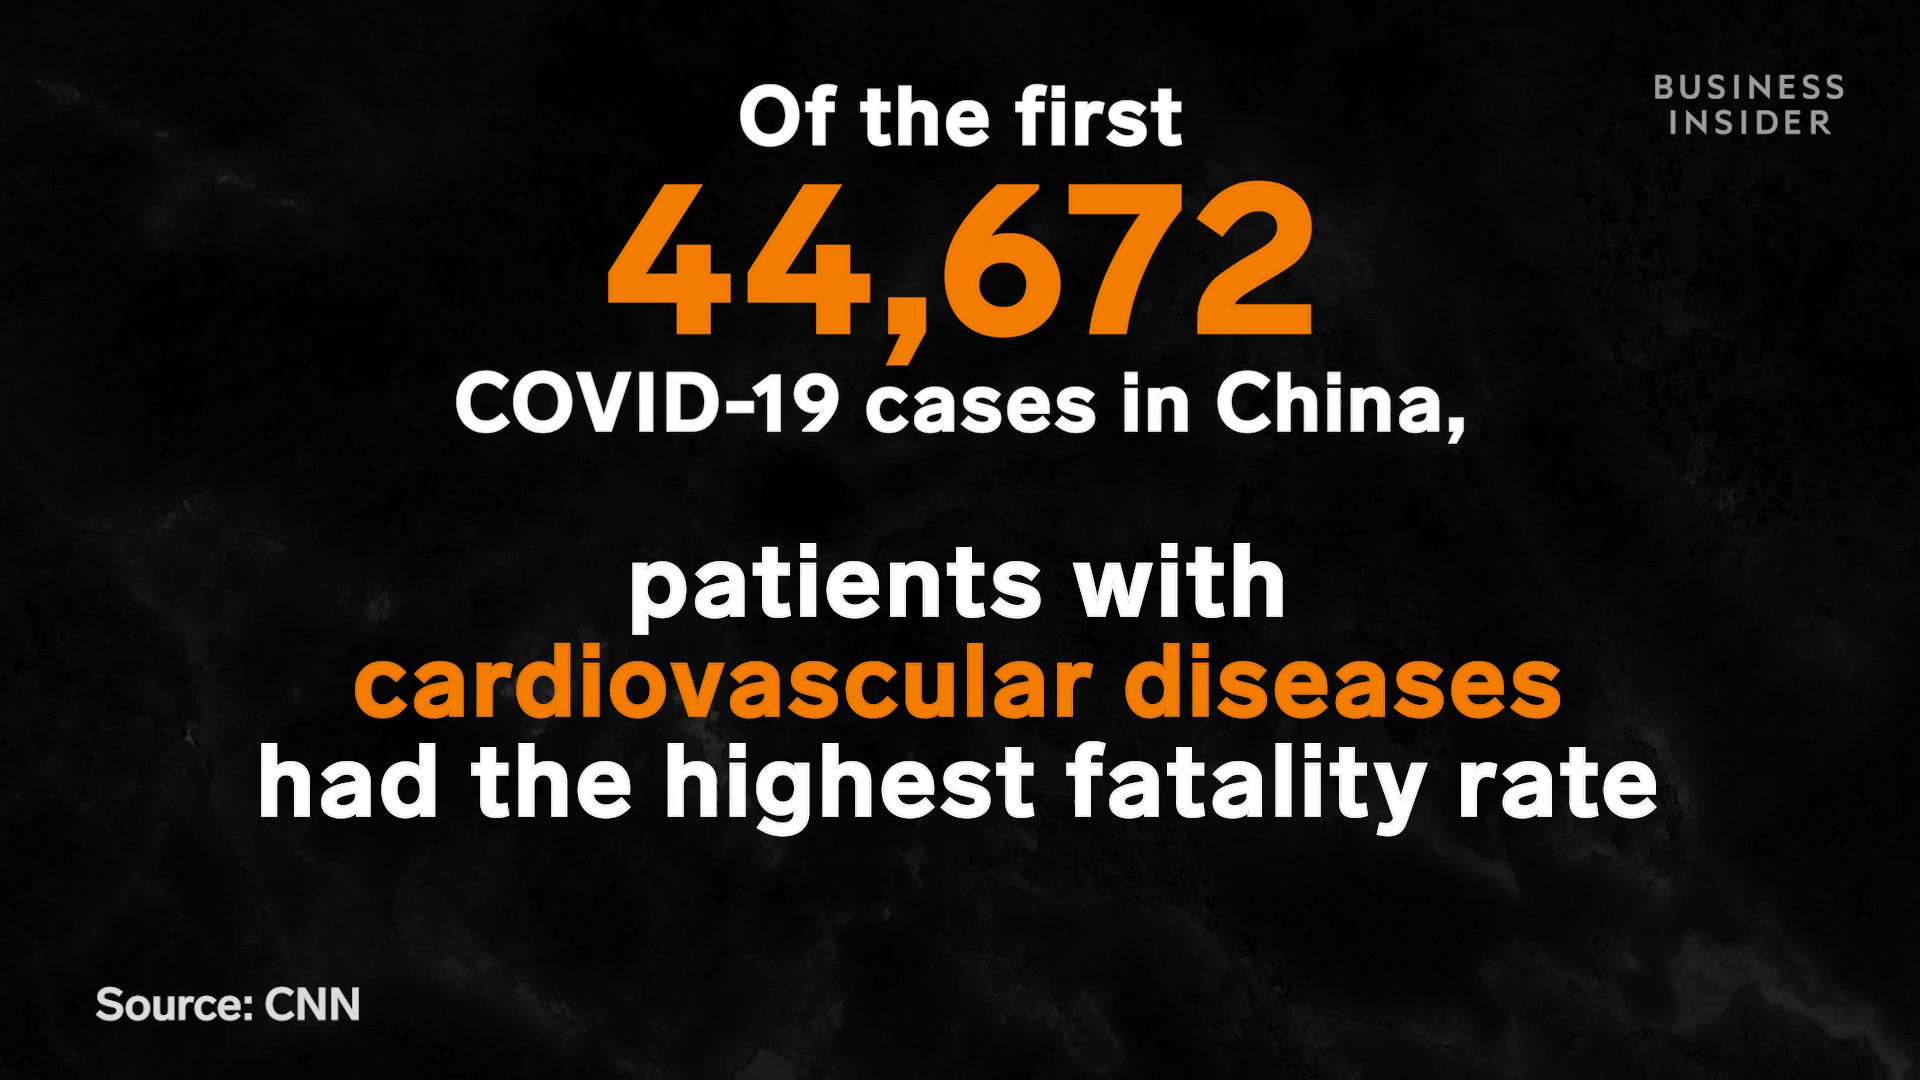 Of the first
BUSINESS
INSIDER
44,672
COVID-19 cases in China,
patients with
cardiovascular diseases
had the highest fatality rate
Source: CNN